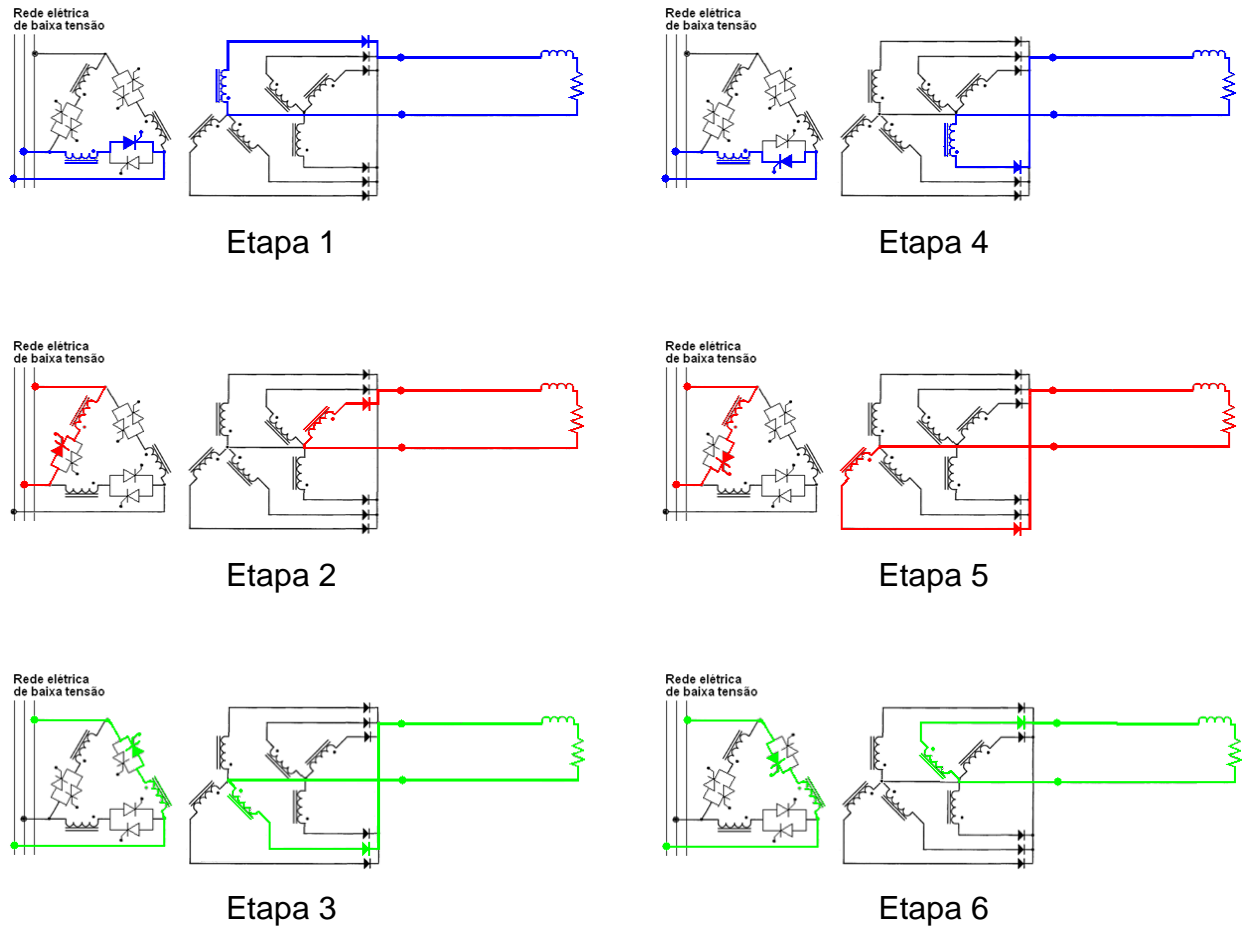 Rede elétrica
de baixa tensão
Rede elétrica
de baixa tensão
Etapa 1
Etapa 4
Rede elétrica
de baixa tensão
Rede elétrica
de baixa tensão
Etapa 2
Etapa 5
Rede elétrica
de baixa tensão
Rede elétrica
de baixa tensão
Etapa 3
Etapa 6